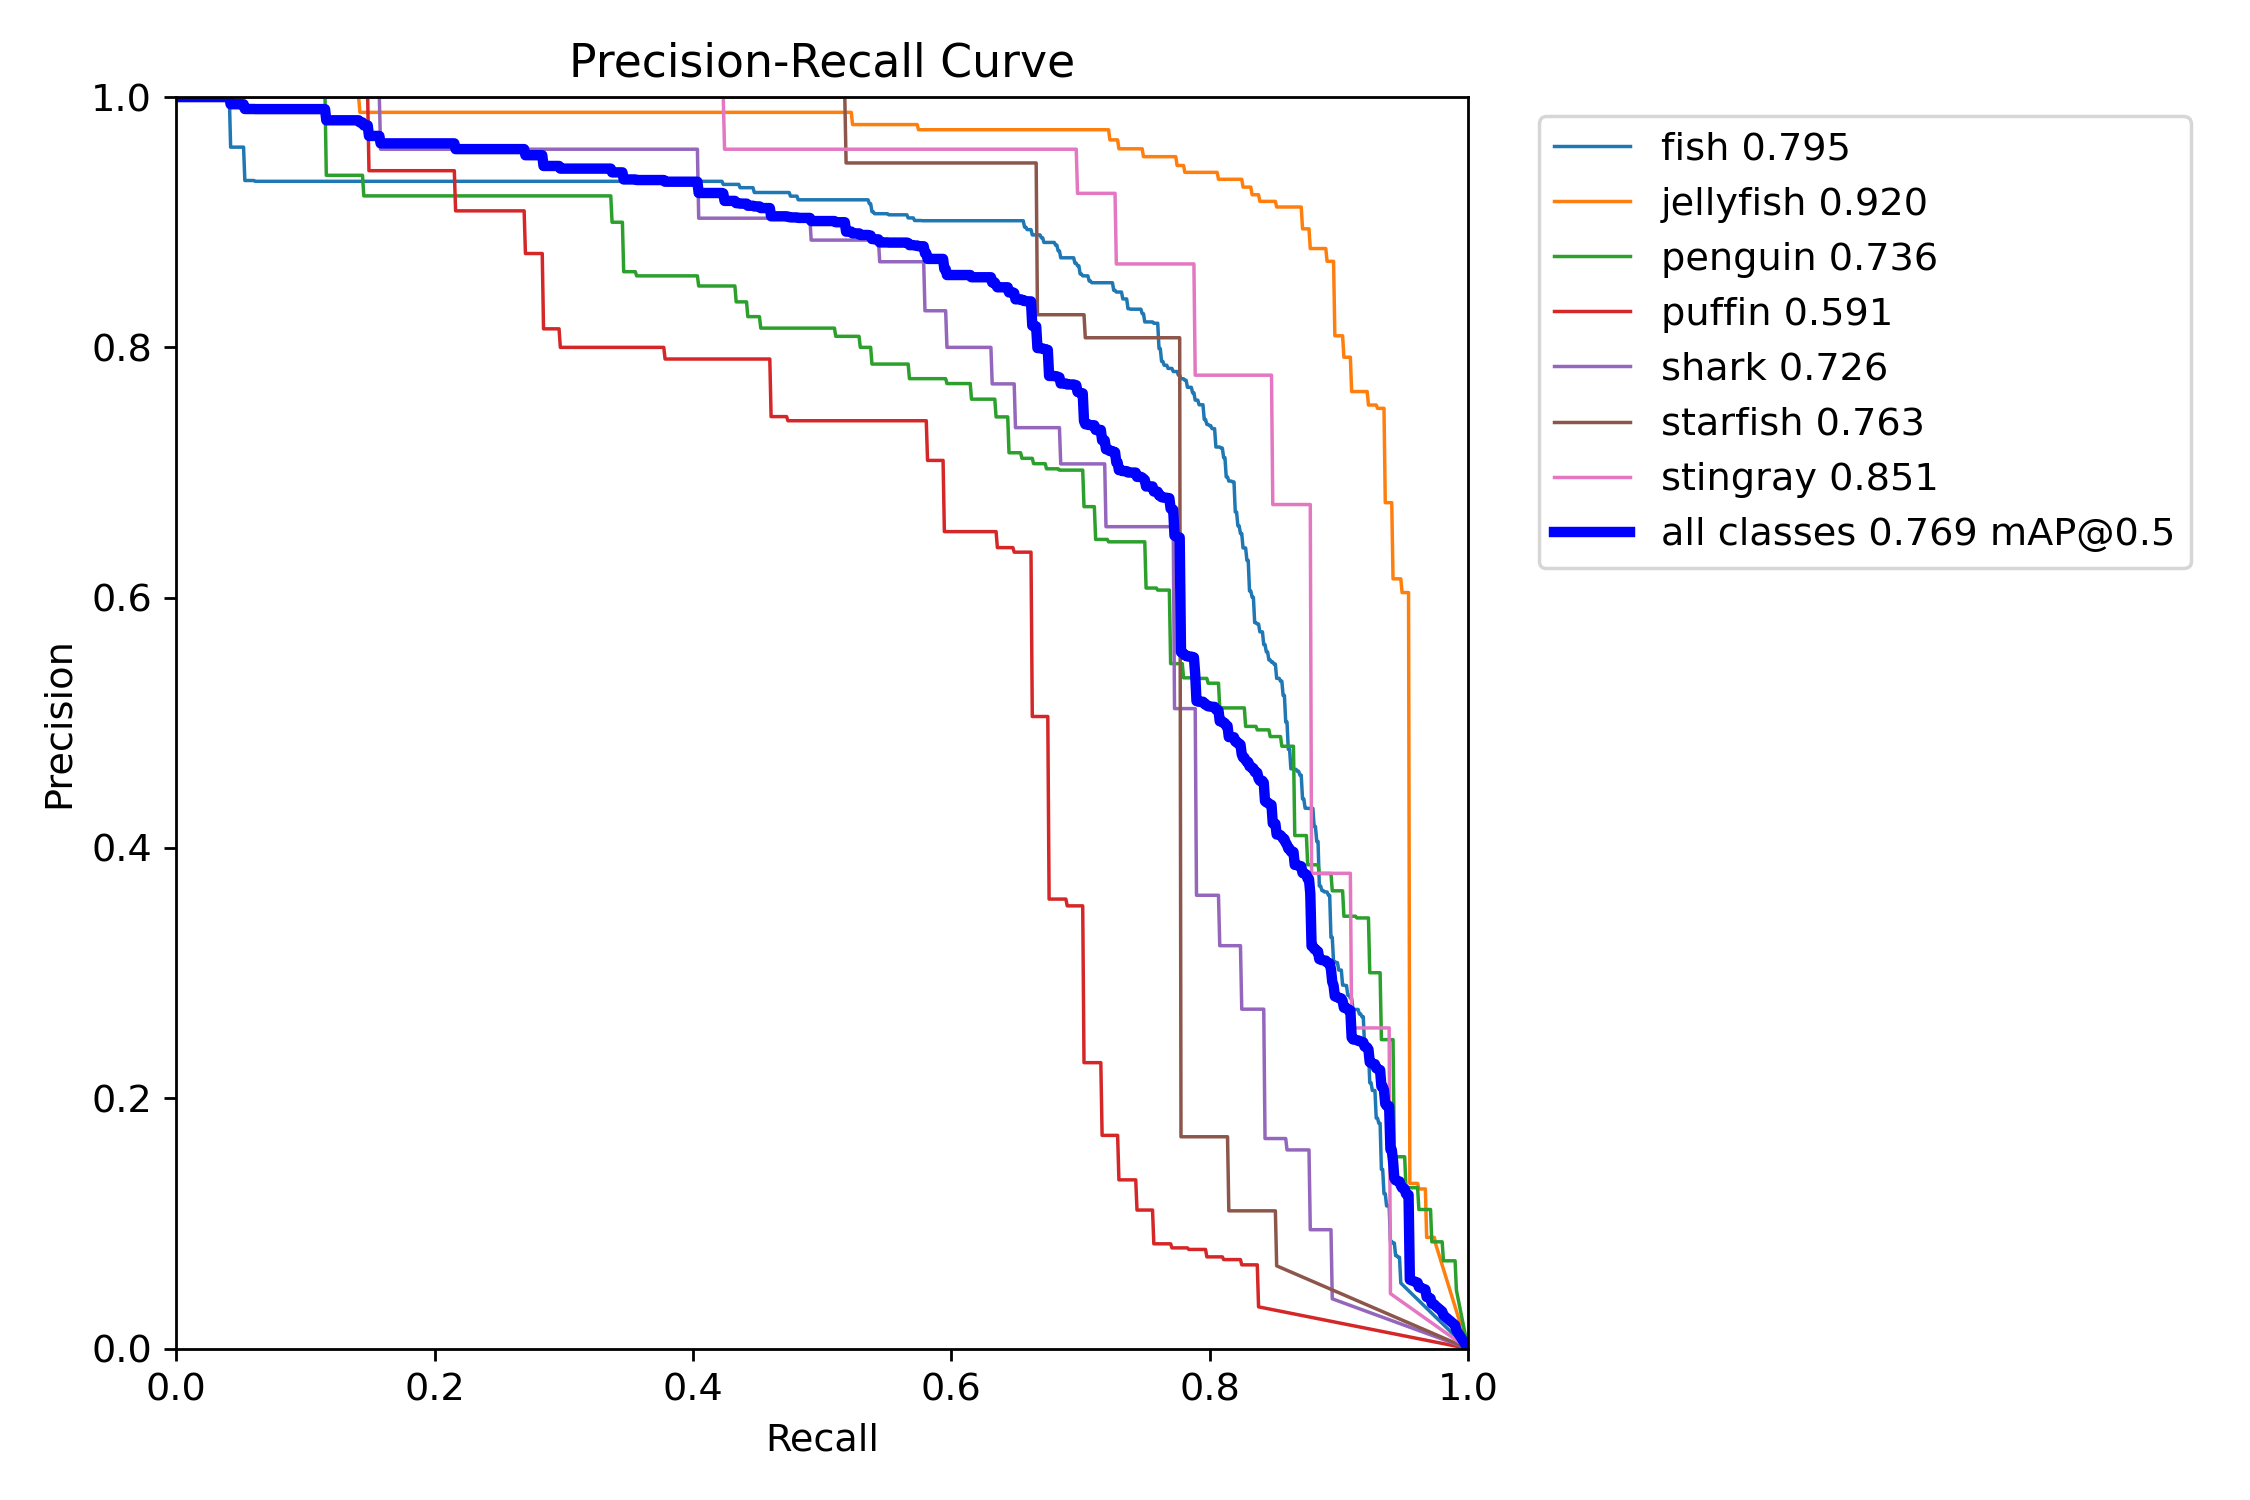 Precision-Recall Curve
1.0
0.8
0.6
0.4
0.2
0.0
Precision
0.0 0.2 0.4 0.6 0.8 1.0
Recall
fish 0.795
jellyfish 0.920
penguin 0.736
puffin 0.591
shark 0.726
starfish 0.763
stingray 0.851
all classes 0.769 mAP@0.5